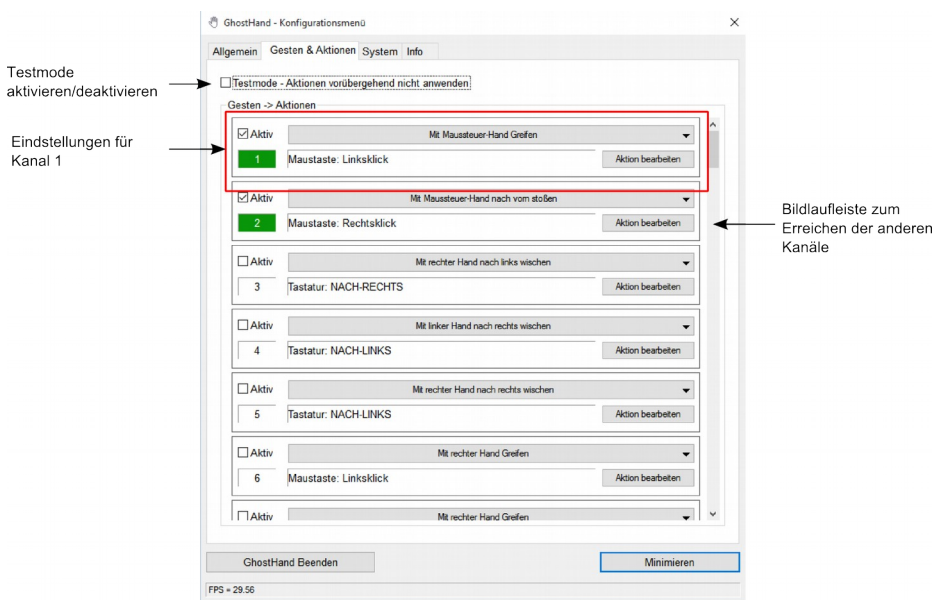 GhostHand - Konfigurationsmenü
Allgemein Gesten & Aktionen System Info
Testmode
aktivieren/deaktivieren
Testmode - Aktionen vorübergehend nicht anwenden
Gesten -> Aktionen
Eindstellungen für
Kanal 1
Aktiv Mit Maussteuer-Hand Greifen
1 Maustaste: Linksklick Aktion bearbeiten
Aktiv Mit Maussteuer-Hand nach vorn stoßen
2 Maustaste: Rechtsklick Aktion bearbeiten
Bildlaufleiste zum
Erreichen der anderen
Kanäle
Aktiv Mit rechter Hand nach links wischen
3 Tastatur: NACH-RECHTS Aktion bearbeiten
Aktiv Mit linker Hand nach rechts wischen
4 Tastatur: NACH-LINKS Aktion bearbeiten
Aktiv Mit rechter Hand nach rechts wischen
5 Tastatur: NACH-LINKS Aktion bearbeiten
Aktiv Mit rechter Hand Greifen
6 Maustaste: Linksklick Aktion bearbeiten
Aktiv Mit rechter Hand Greifen
GhostHand Beenden Minimieren
FPS = 29.56